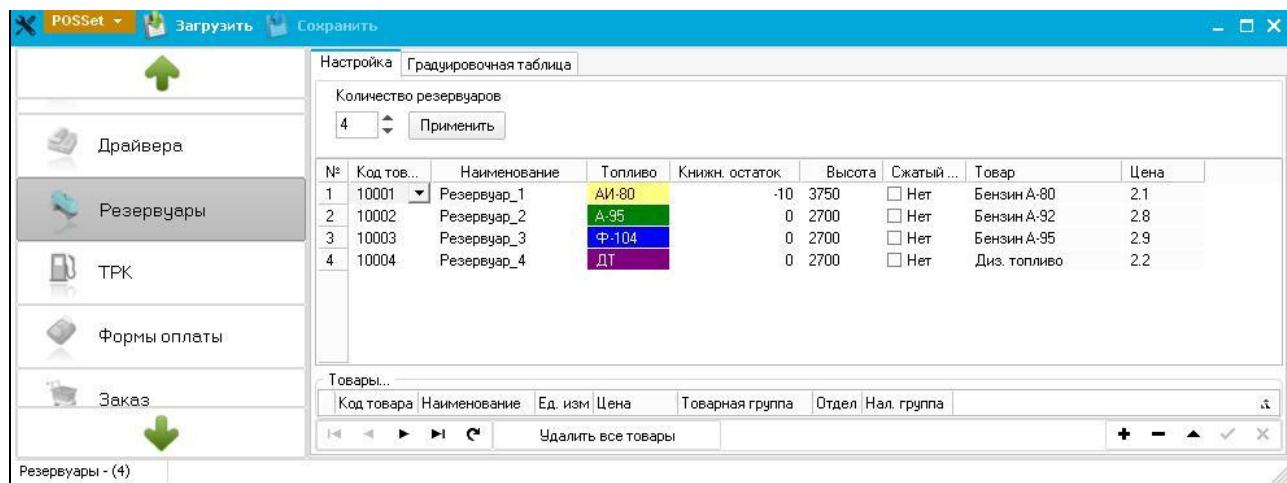 POSSet Загрузить Сохранить
Настройка Градуировочная таблица
Количество резервуаров
4 Применить
Драйвера
Резервуары
ТРК
Формы оплаты
Заказ
№ Код тов... Наименование Топливо Книжн. остаток Высота Сжатый ... Товар Цена
1 10001 Резервуар_1 АИ-80 -10 3750 Нет Бензин А-80 2.1
2 10002 Резервуар_2 А-95 0 2700 Нет Бензин А-92 2.8
3 10003 Резервуар_3 Ф-104 0 2700 Нет Бензин А-95 2.9
4 10004 Резервуар_4 ДТ 0 2700 Нет Диз. топливо 2.2
Товары...
Код товара Наименование Ед. изм Цена Товарная группа Отдел Нал. группа
Удалить все товары
Резервуары - (4)